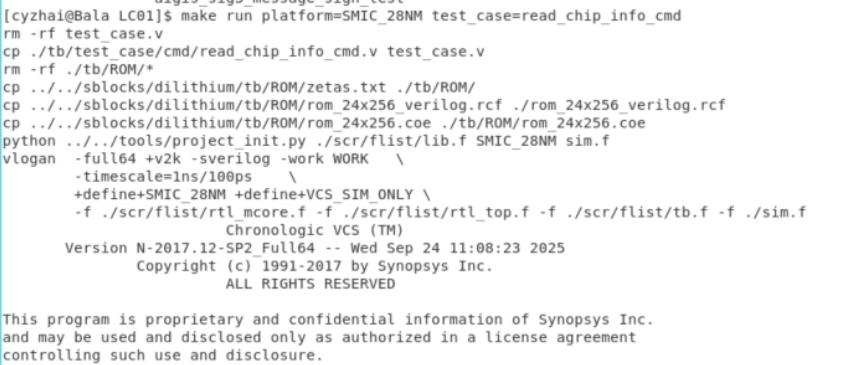 [cyzhai@Bala LC01]$ make run platform=SMIC_28NM test_case=read_chip_info_cmd
rm -rf test_case.v
cp ./tb/test_case/cmd/read_chip_info_cmd.v test_case.v
rm -rf ./tb/ROM/*
cp ../../sblocks/dilithium/tb/ROM/zetas.txt ./tb/ROM/
cp ../../sblocks/dilithium/tb/ROM/rom_24x256_verilog.rcf ./rom_24x256_verilog.rcf
cp ../../sblocks/dilithium/tb/ROM/rom_24x256.coe ./tb/ROM/rom_24x256.coe
python ../../tools/project_init.py ./scr/flist/lib.f SMIC_28NM sim.f
vlogan  -full64 +v2k -sverilog -work WORK   \
        -timescale=1ns/100ps    \
        +define+SMIC_28NM +define+VCS_SIM_ONLY \
        -f ./scr/flist/rtl_mcore.f -f ./scr/flist/rtl_top.f -f ./scr/flist/tb.f -f ./sim.f
                         Chronologic VCS (TM)
       Version N-2017.12-SP2_Full64 -- Wed Sep 24 11:08:23 2025
               Copyright (c) 1991-2017 by Synopsys Inc.
                         ALL RIGHTS RESERVED

This program is proprietary and confidential information of Synopsys Inc.
and may be used and disclosed only as authorized in a license agreement
controlling such use and disclosure.